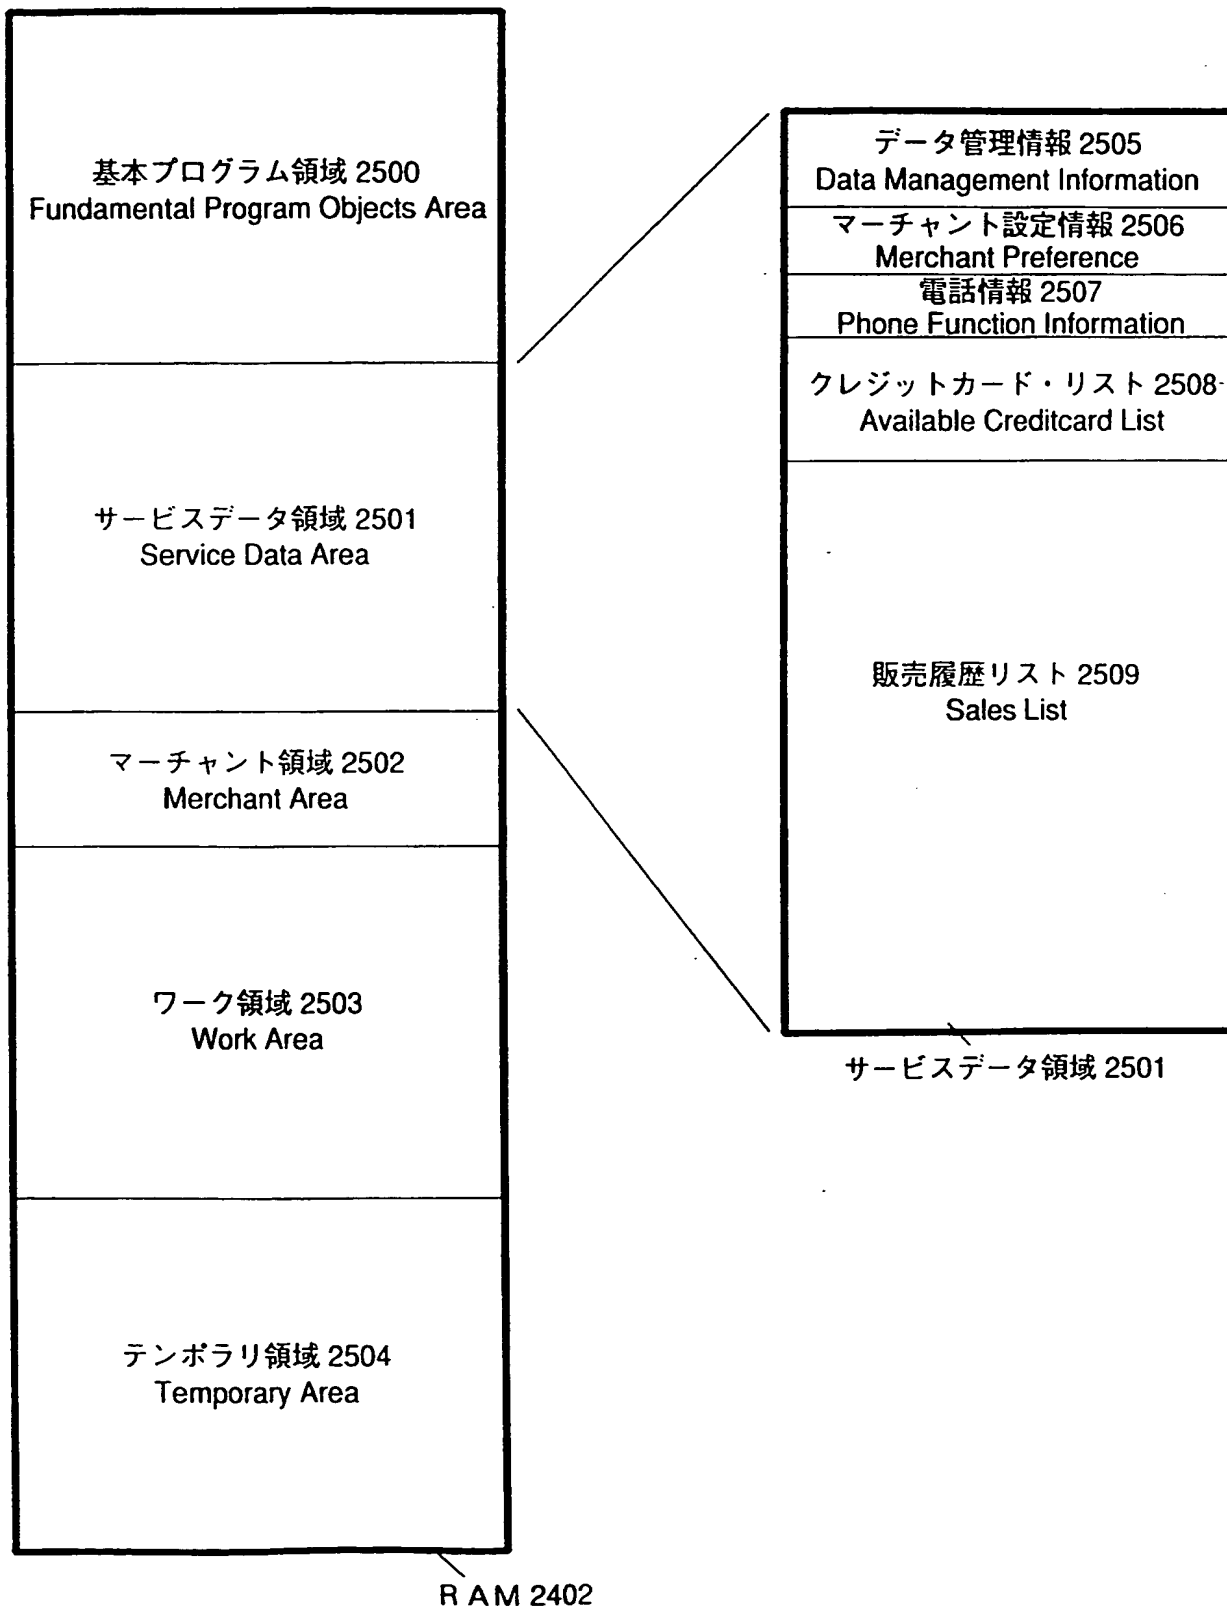 基本プログラム領域 2500
Fundamental Program Objects Area
サービスデータ領域 2501
Service Data Area
マーチャント領域 2502
Merchant Area
ワーク領域 2503
Work Area
テンポラリ領域 2504
Temporary Area
RAM 2402
データ管理情報 2505
Data Management Information
マーチャント設定情報 2506
Merchant Preference
電話情報 2507
Phone Function Information
クレジットカード・リスト 2508
Available Creditcard List
販売履歴リスト 2509
Sales List
サービスデータ領域 2501